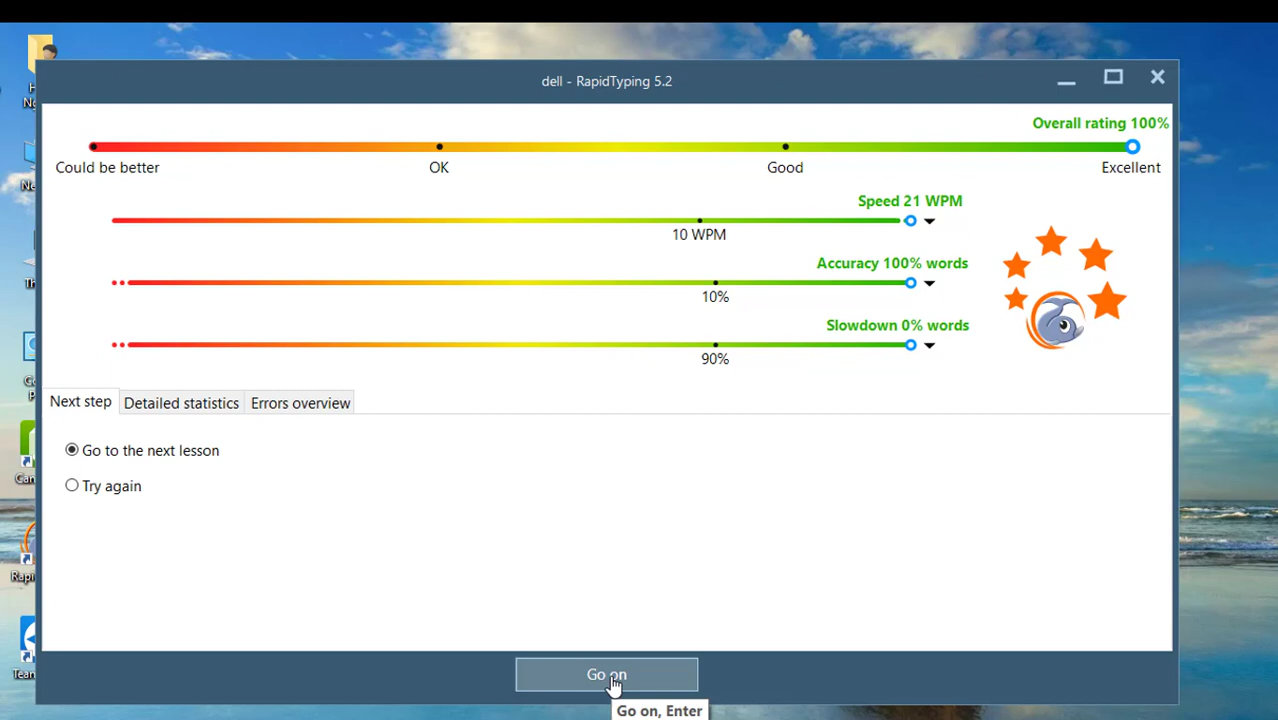 dell - RapidTyping 5.2
Overall rating 100%
Could be better
OK
Good
Excellent
Speed 21 WPM
10 WPM
Accuracy 100% words
10%
Slowdown 0% words
90%
Next step
Detailed statistics
Errors overview
Go to the next lesson
Try again
Go on
Go on, Enter